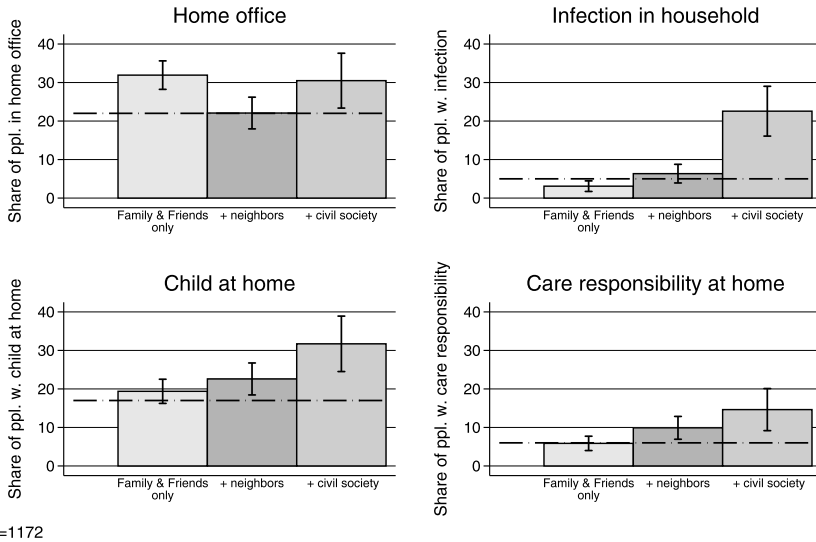 Home office
Share of ppl. in home office
40
30
20
10
0
Family & Friends
only
+ neighbors
+ civil society
Infection in household
Share of ppl. w. infection
40
30
20
10
0
Family & Friends
only
+ neighbors
+ civil society
Child at home
Share of ppl. w. child at home
40
30
20
10
0
Family & Friends
only
+ neighbors
+ civil society
Care responsibility at home
Share of ppl. w. care responsibility
40
30
20
10
0
Family & Friends
only
+ neighbors
+ civil society
=1172